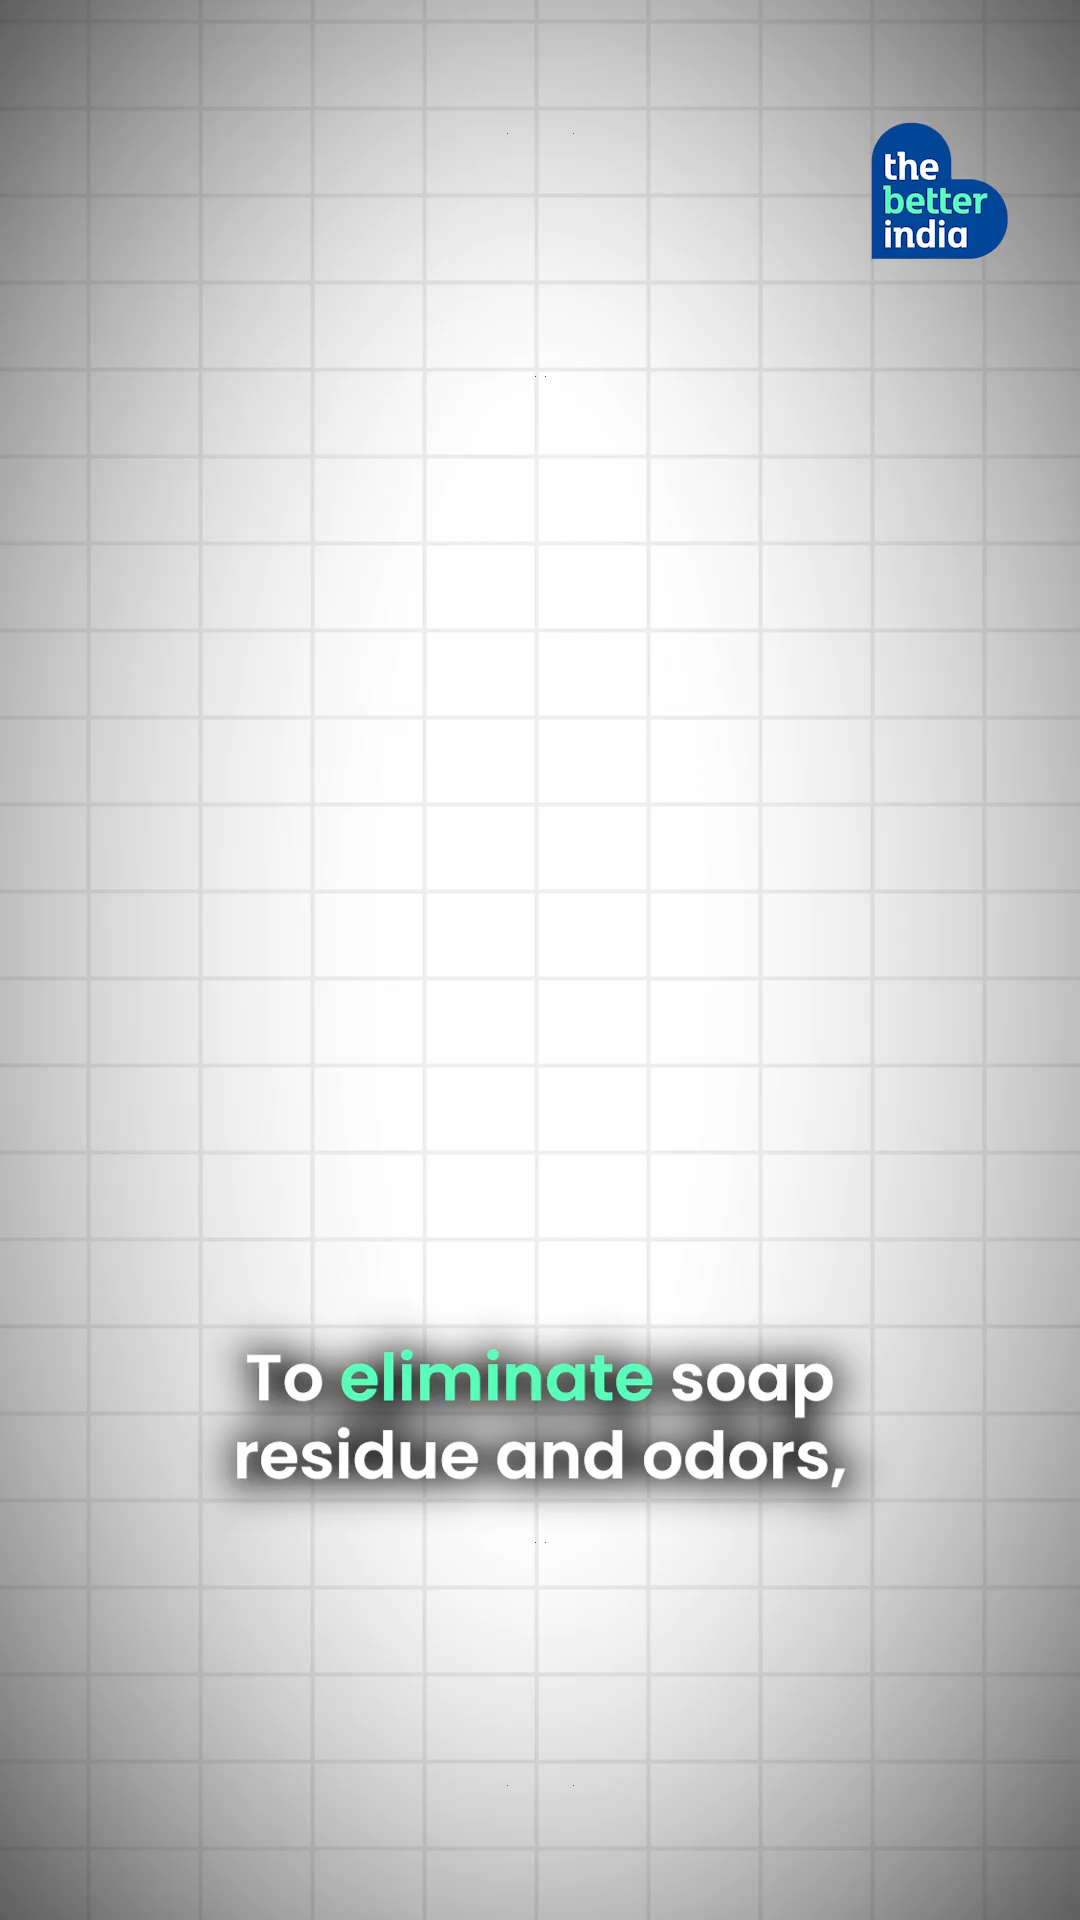 the
better
india
To eliminate soap
residue and odors,